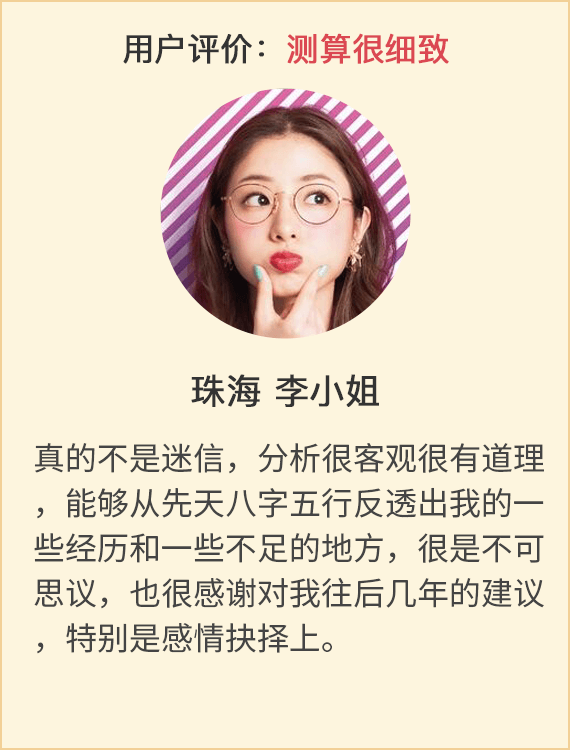 用户评价：测算很细致
珠海 李小姐
真的不是迷信，分析很客观很有道理
，能够从先天八字五行反透出我的一
些经历和一些不足的地方，很是不可
思议，也很感谢对我往后几年的建议
，特别是感情抉择上。